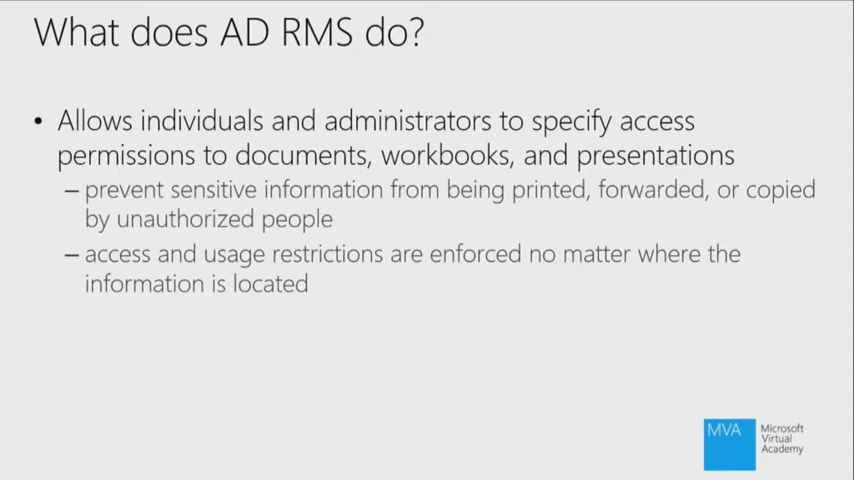 What does AD RMS do?
• Allows individuals and administrators to specify access
permissions to documents, workbooks, and presentations
– prevent sensitive information from being printed, forwarded, or copied
by unauthorized people
– access and usage restrictions are enforced no matter where the
information is located
MVA
Microsoft
Virtual
Academy